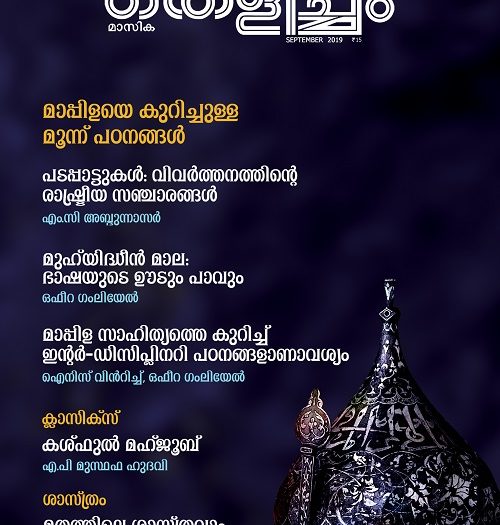 മാസിക
SEPTEMBER 2019 ₹15
മാപ്പിളയെ കുറിച്ചുള്ള
മൂന്ന് പഠനങ്ങൾ
പടപ്പാട്ടുകൾ: വിവർത്തനത്തിന്റെ
രാഷ്ട്രീയ സഞ്ചാരങ്ങൾ
എം.സി അബ്ദുന്നാസർ
മുഹ്‌യിദ്ധീൻ മാല:
ഭാഷയുടെ ഊടും പാവും
ഒഫീറ ഗംലിയേൽ
മാപ്പിള സാഹിത്യത്തെ കുറിച്ച്
ഇന്റർ-ഡിസിപ്ലിനറി പഠനങ്ങളാണാവശ്യം
ഐനിസ് വിൻറിച്ച്, ഒഫീറ ഗംലിയേൽ
ക്ലാസിക്സ്
കശ്ഫുൽ മഹ്ജൂബ്
എ.പി മുസ്ഥഫ ഹുദവി
ശാസ്ത്രം